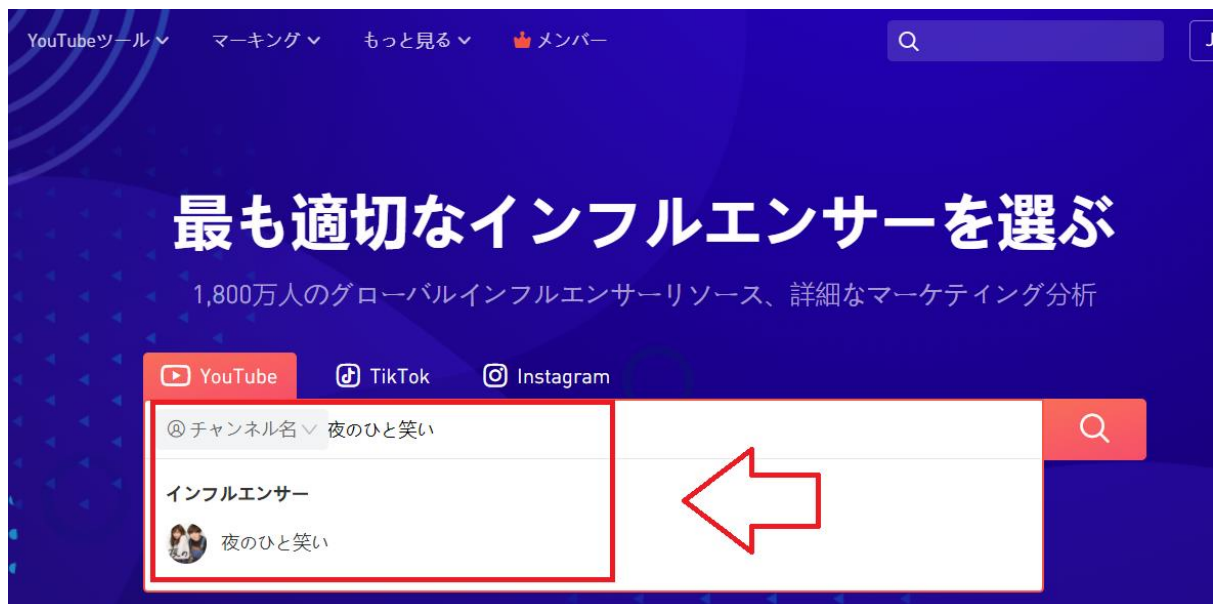 YouTubeツール マーキング もっと見る メンバー J
最も適切なインフルエンサーを選ぶ
1,800万人のグローバルインフルエンサーリソース、詳細なマーケティング分析
YouTube TikTok Instagram
チャンネル名 夜のひと笑い
インフルエンサー
夜のひと笑い